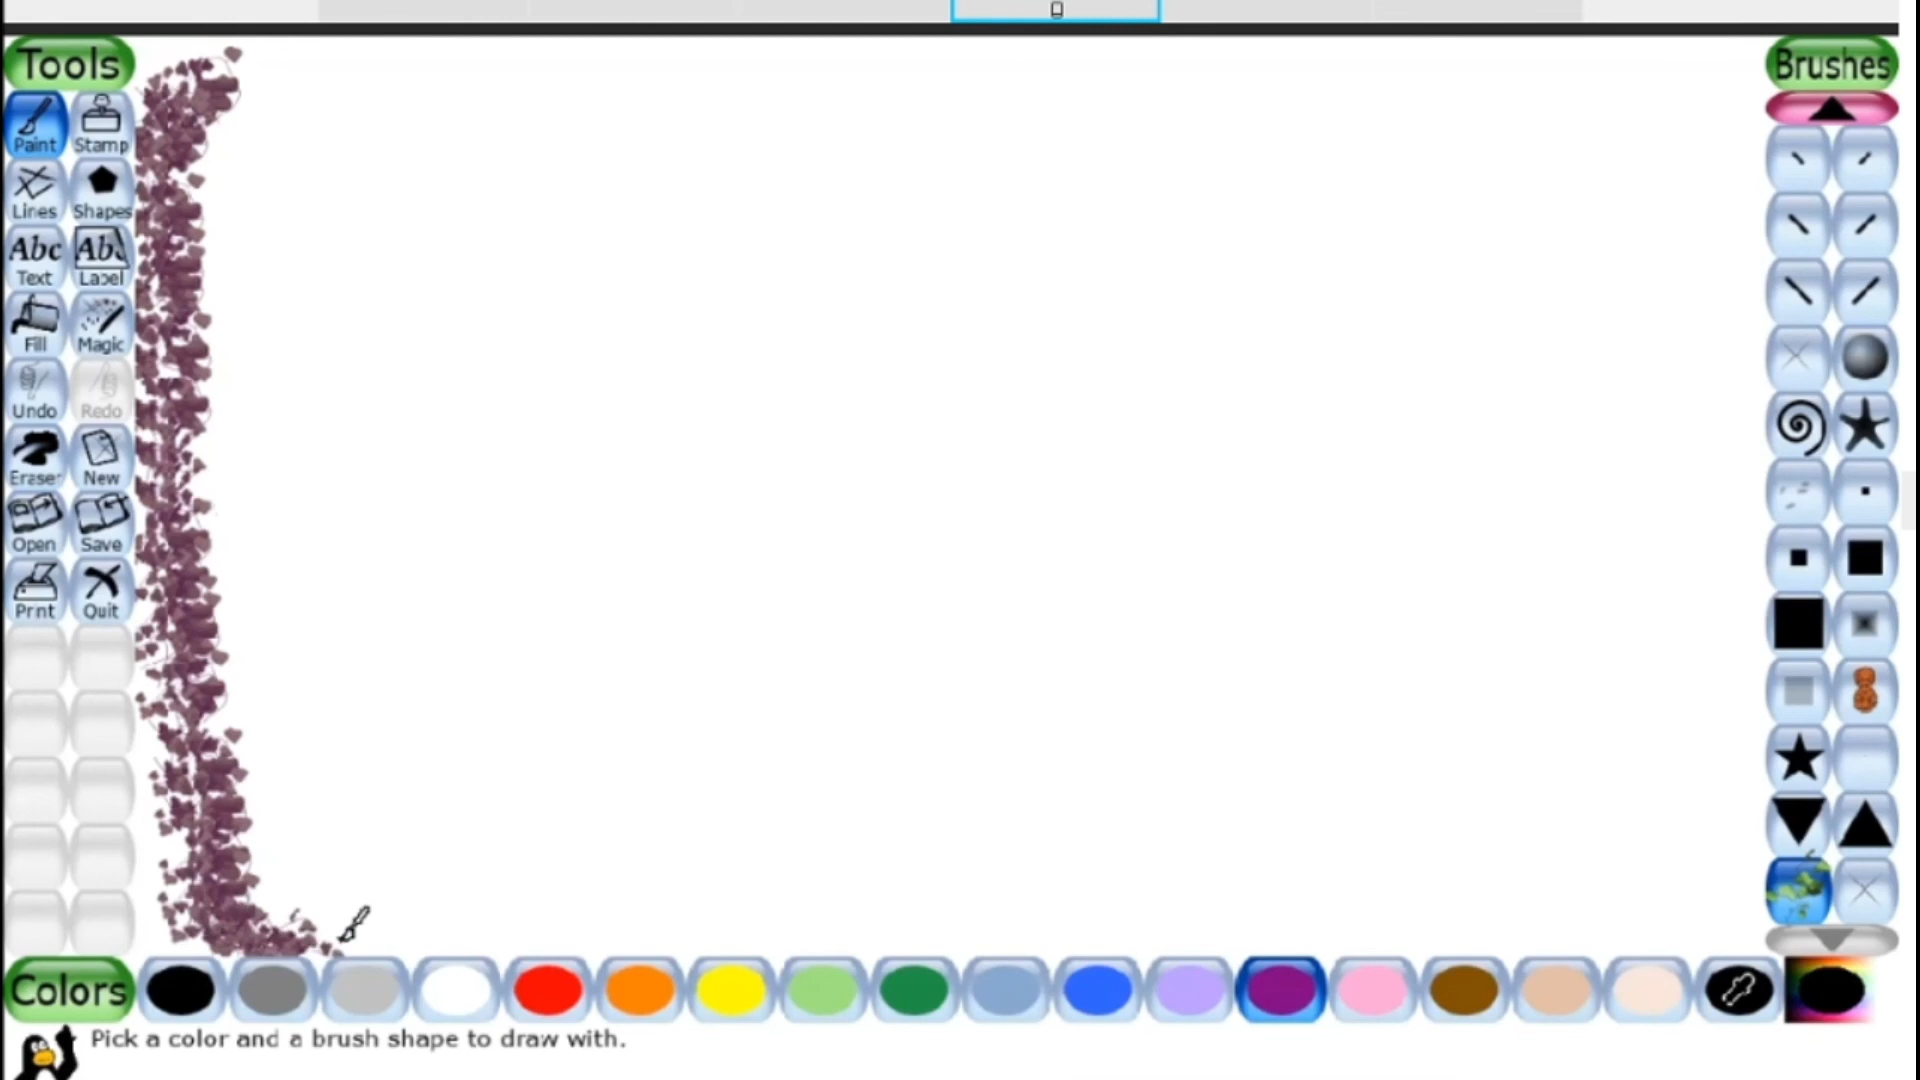 Tools
Brushes
Paint
Stamp
Lines
Shapes
Abc
Abc
Text
Label
Fill
Magic
Undo
Redo
Eraser
New
Open
Save
Print
Quit
Colors
Pick a color and a brush shape to draw with.